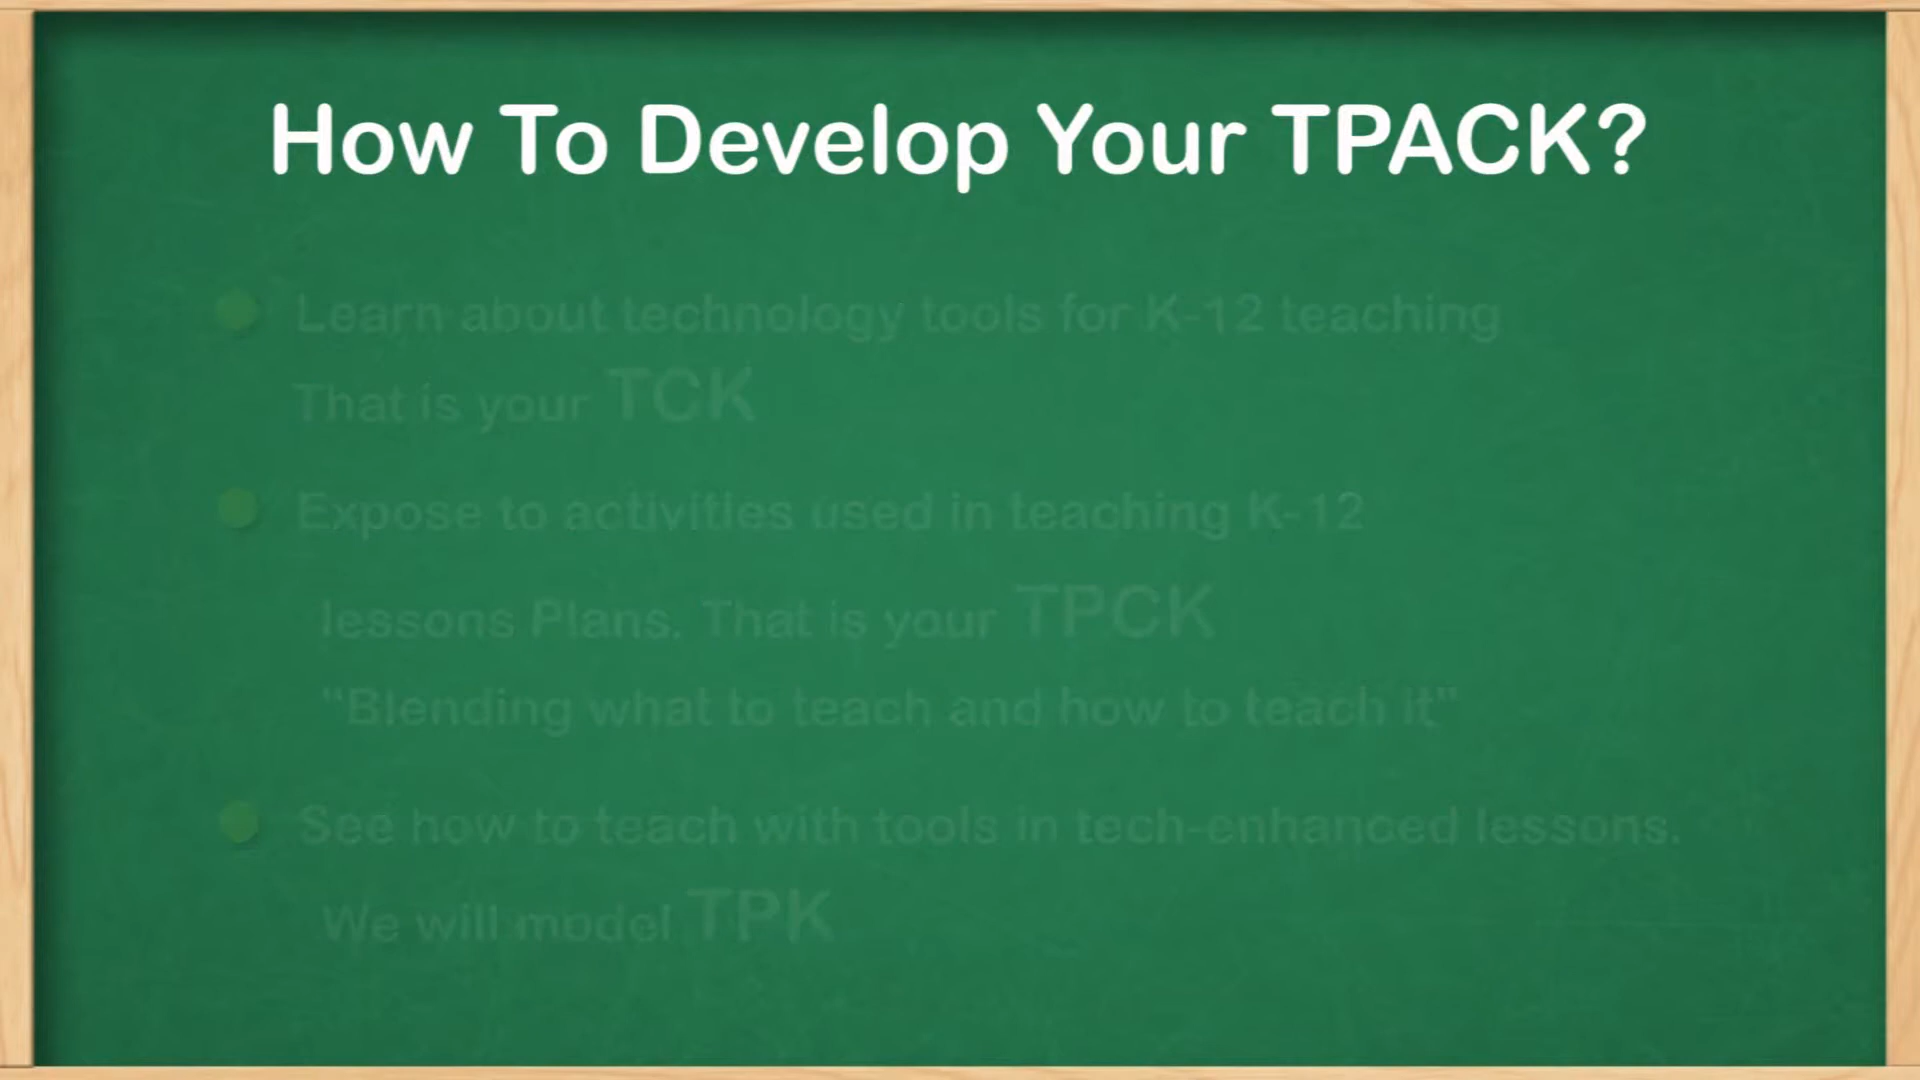 How To Develop Your TPACK?
Learn about technology tools for K-12 teaching
That is your TCK
Expose to activities used in teaching K-12
lessons Plans. That is your TPCK
"Blending what to teach and how to teach it"
See how to teach with tools in tech-enhanced lessons.
We will model TPK